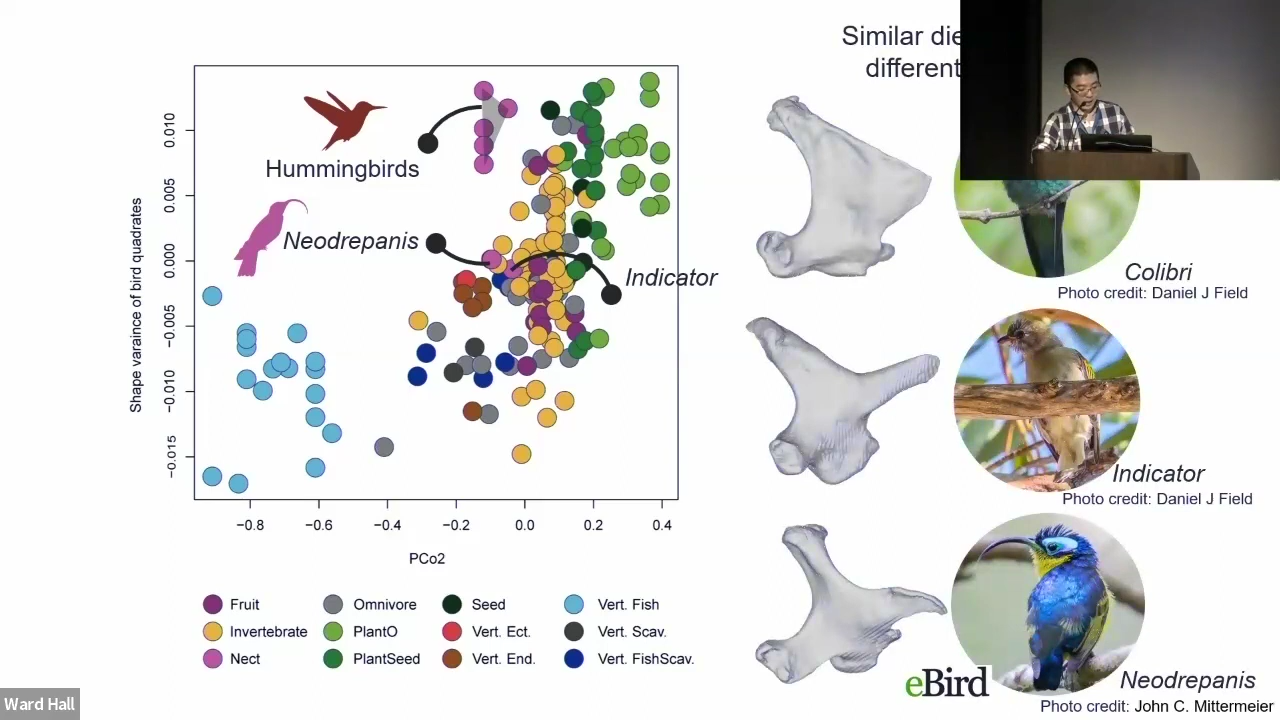 Similar die
different
Hummingbirds
Neodrepanis
Indicator
Shape varaince of bird quadrates
0.010
0.005
0.000
−0.005
−0.010
−0.015
−0.8
−0.6
−0.4
−0.2
0.0
0.2
0.4
PCo2
Fruit
Omnivore
Seed
Vert. Fish
Invertebrate
PlantO
Vert. Ect.
Vert. Scav.
Nect
PlantSeed
Vert. End.
Vert. FishScav.
Colibri
Photo credit: Daniel J Field
Indicator
Photo credit: Daniel J Field
eBird
Neodrepanis
Photo credit: John C. Mittermeier
Ward Hall